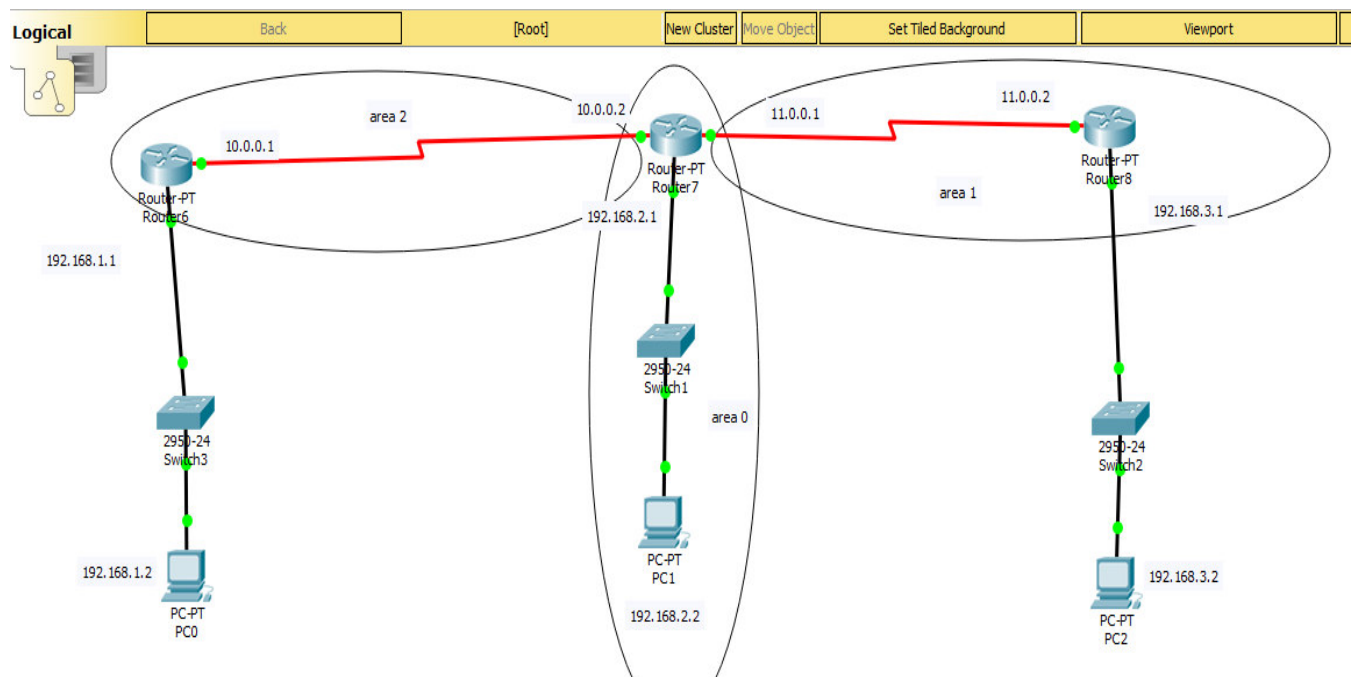 Logical
Back
[Root]
New Cluster
Move Object
Set Tiled Background
Viewport
area 2
10.0.0.1
10.0.0.2
11.0.0.1
11.0.0.2
Router-PT
Router6
Router-PT
Router7
Router-PT
Router8
area 1
192.168.1.1
192.168.2.1
192.168.3.1
2950-24
Switch3
2950-24
Switch1
2950-24
Switch2
area 0
192.168.1.2
PC-PT
PC0
PC-PT
PC1
192.168.2.2
192.168.3.2
PC-PT
PC2